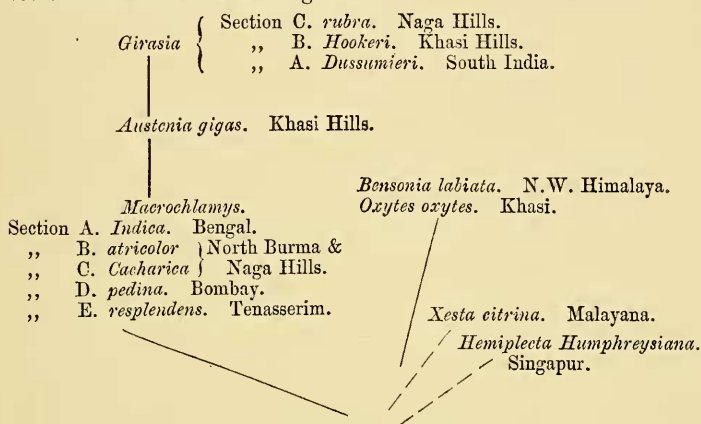 Section C. rubra. Naga Hills.
Girasia { ,, B. Hookeri. Khasi Hills.
,, A. Dussumieri. South India.
Austenia gigas. Khasi Hills.
Bensonia labiata. N.W. Himalaya.
Macrochlamys.
Oxytes oxytes. Khasi.
Section A. Indica. Bengal.
,, B. atricolor } North Burma &
,, C. Cacharica } Naga Hills.
,, D. pedina. Bombay.
,, E. resplendens. Tenasserim.
Xesta citrina. Malayana.
Hemiplecta Humphreysiana.
Singapur.